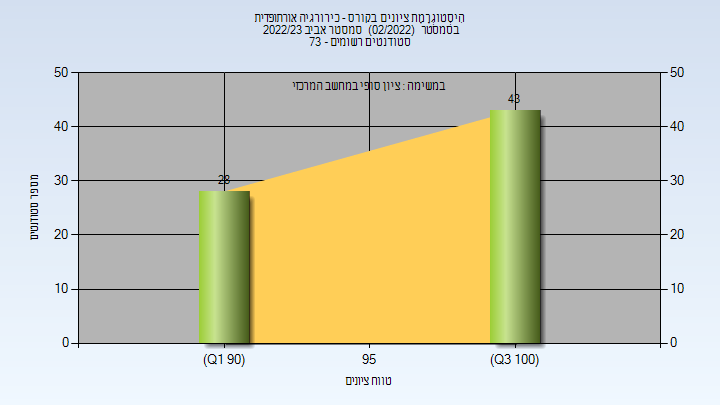 היסטוגרמת ציונים בקורס - כירורגיה אורתופדית
בסמסטר (02/2022) סמסטר אביב 2022/23
סטודנטים רשומים - 73
במשימה : ציון סופי במחשב המרכזי
50
40
30
20
10
0
50
40
30
20
10
0
28
43
מספר סטודנטים
(Q1 90)
95
(Q3 100)
טווח ציונים